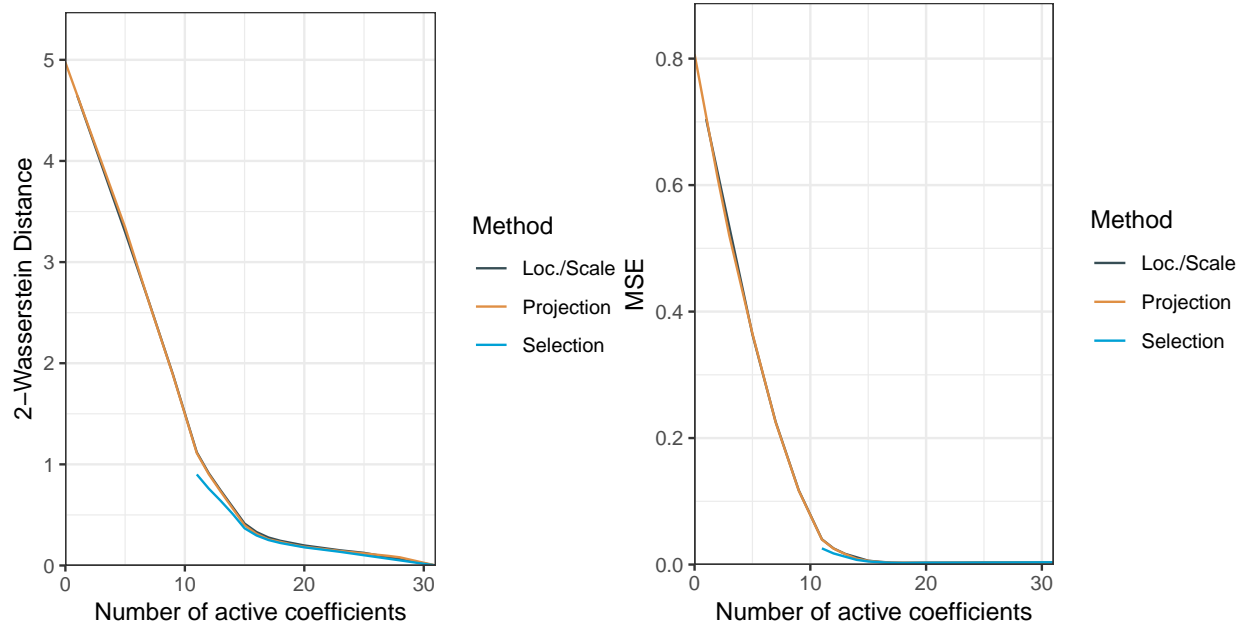 2−Wasserstein Distance
5
4
3
2
1
0
0 10 20 30
Number of active coefficients
Method
Loc./Scale
Projection
Selection
MSE
0.8
0.6
0.4
0.2
0.0
0 10 20 30
Number of active coefficients
Method
Loc./Scale
Projection
Selection